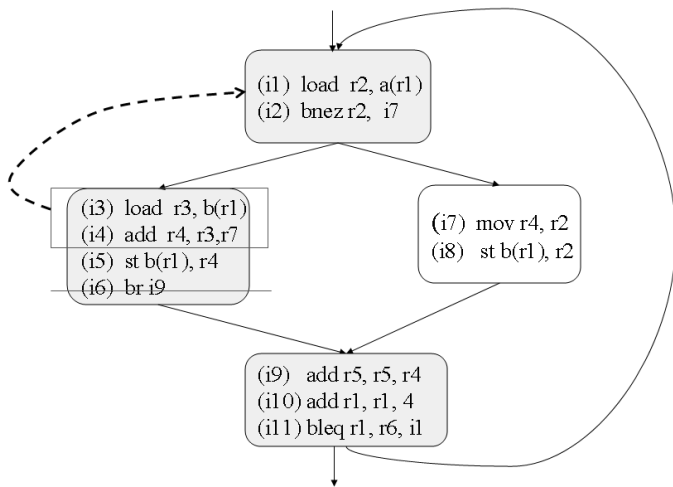 (i1) load r2, a(r1)
(i2) bnez r2, i7
(i3) load r3, b(r1)
(i4) add r4, r3,r7
(i5) st b(r1), r4
(i6) br i9
(i7) mov r4, r2
(i8) st b(r1), r2
(i9) add r5, r5, r4
(i10) add r1, r1, 4
(i11) bleq r1, r6, i1